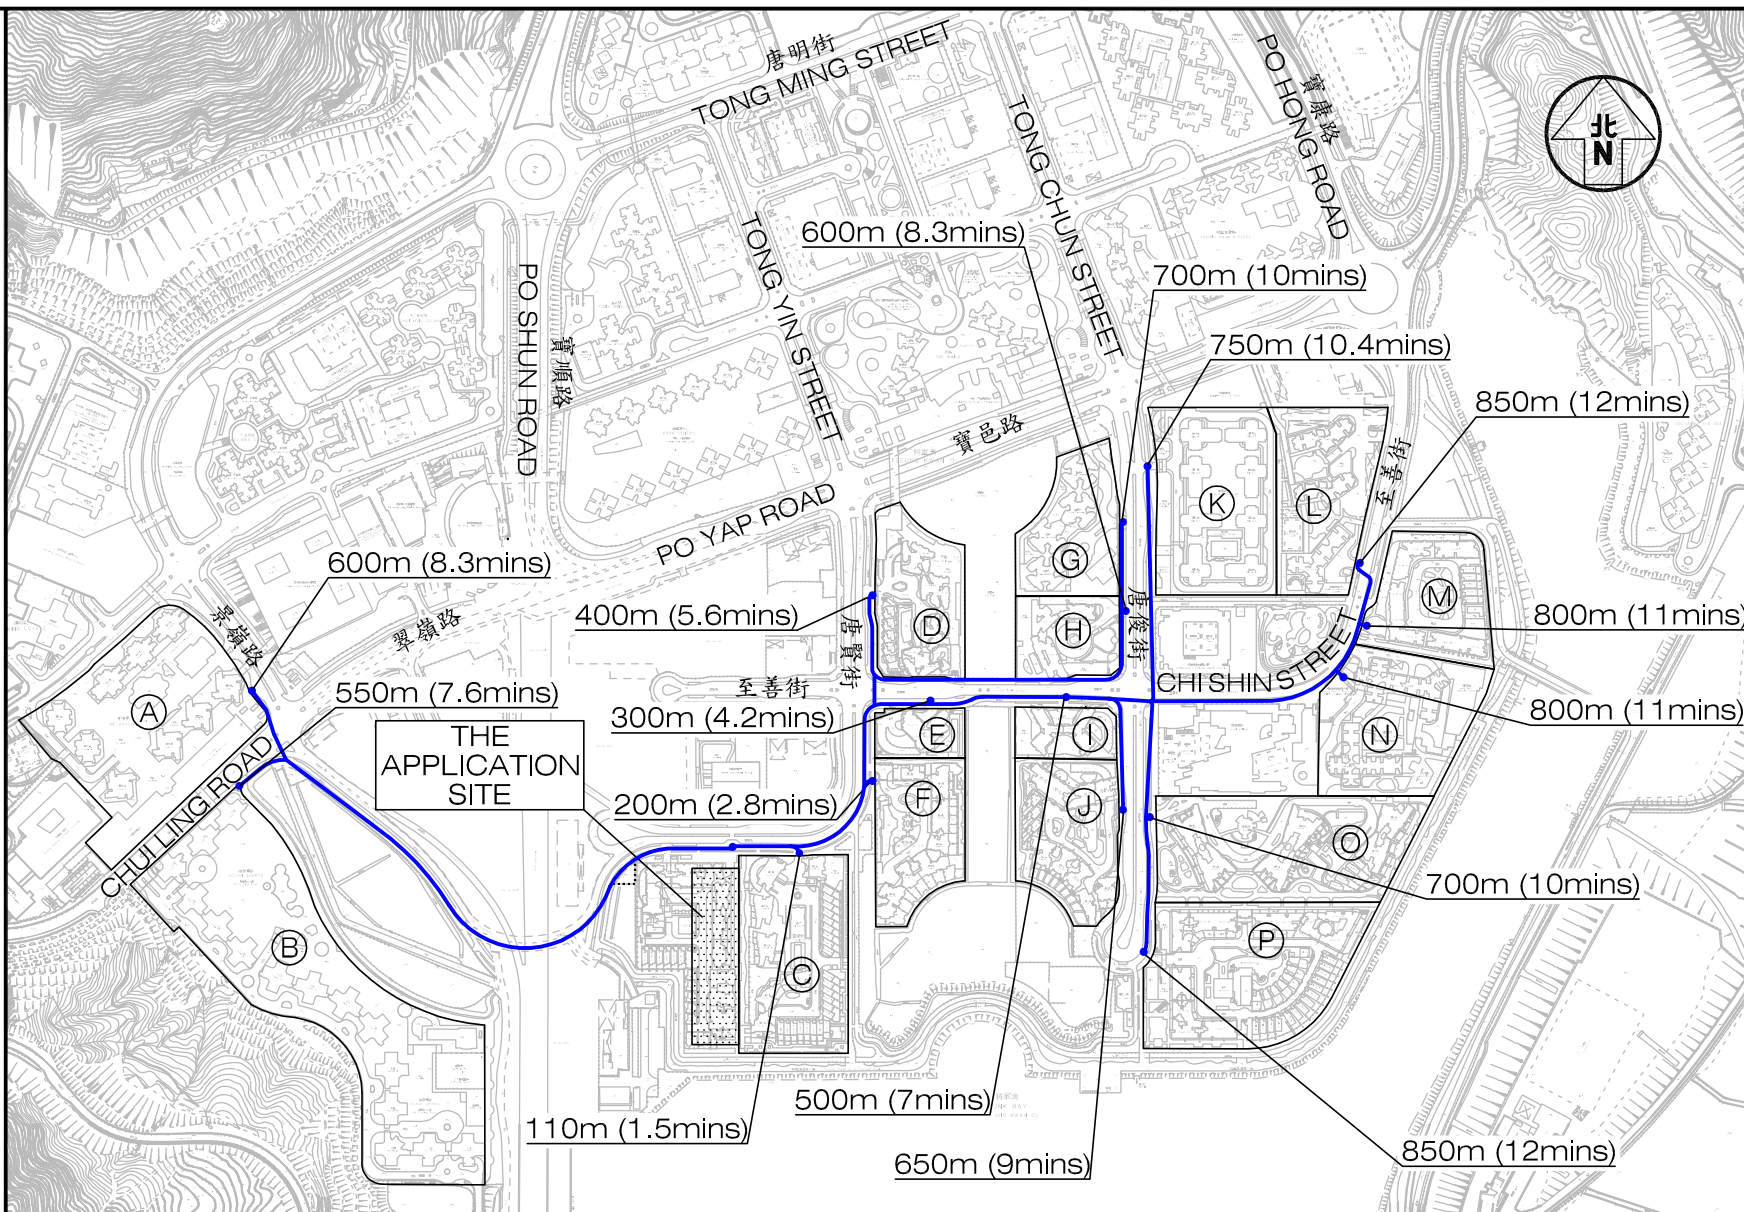 唐明街
TONG MING STREET
PO HONG ROAD
寶康路
北
N
TONG CHUN STREET
TONG YIN STREET
600m (8.3mins)
700m (10mins)
PO SHUN ROAD
寶順路
750m (10.4mins)
850m (12mins)
寶邑路
至善街
K
L
PO YAP ROAD
600m (8.3mins)
G
M
400m (5.6mins)
景嶺路
翠嶺路
唐賢街
D
H
唐俊街
800m (11mins)
至善街
CHI SHIN STREET
550m (7.6mins)
A
300m (4.2mins)
E
I
N
800m (11mins)
THE
APPLICATION
SITE
CHUI LING ROAD
200m (2.8mins)
F
J
O
700m (10mins)
B
C
P
500m (7mins)
110m (1.5mins)
650m (9mins)
850m (12mins)